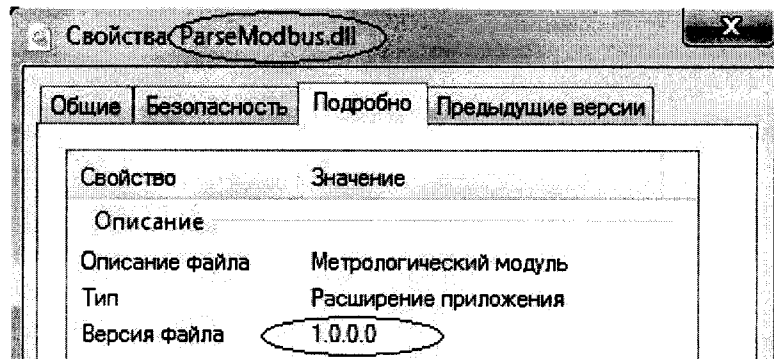 Свойства: ParseModbus.dll
Общие Безопасность Подробно Предыдущие версии
Свойство Значение
Описание
Описание файла Метрологический модуль
Тип Расширение приложения
Версия файла 1.0.0.0